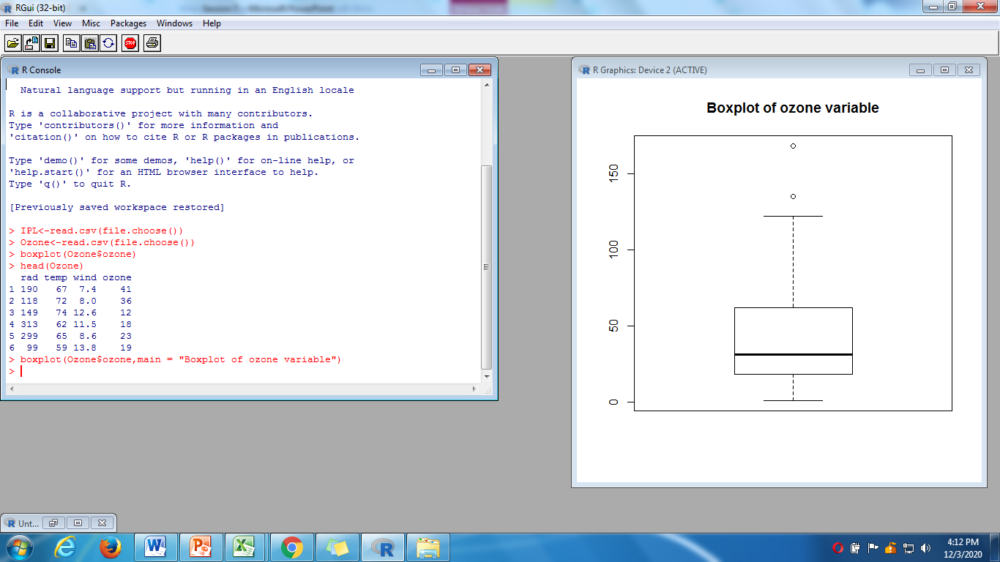 RGui (32-bit)
File Edit View Misc Packages Windows Help
STOP
R Console
Natural language support but running in an English locale
R is a collaborative project with many contributors.
Type 'contributors()' for more information and
'citation()' on how to cite R or R packages in publications.
Type 'demo()' for some demos, 'help()' for on-line help, or
'help.start()' for an HTML browser interface to help.
Type 'q()' to quit R.
[Previously saved workspace restored]
> IPL<-read.csv(file.choose())
> Ozone<-read.csv(file.choose())
> boxplot(Ozone$ozone)
> head(Ozone)
rad temp wind ozone
1 190 67 7.4 41
2 118 72 8.0 36
3 149 74 12.6 12
4 313 62 11.5 18
5 299 65 8.6 23
6 99 59 13.8 19
> boxplot(Ozone$ozone,main = "Boxplot of ozone variable")
>
R Graphics: Device 2 (ACTIVE)
Boxplot of ozone variable
150
100
50
0
Unt...
4:12 PM
12/3/2020